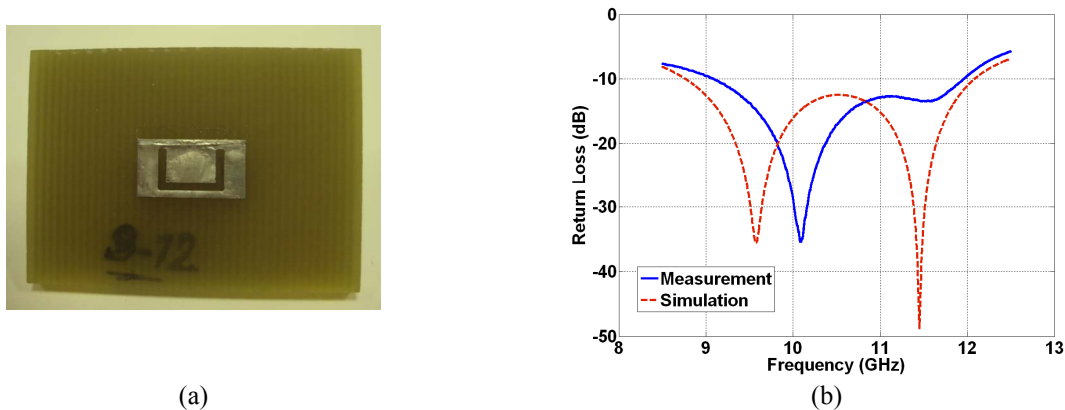 9-12
0
-10
-20
-30
-40
-50
Return Loss (dB)
Measurement
Simulation
8 9 10 11 12 13
Frequency (GHz)
(a) (b)